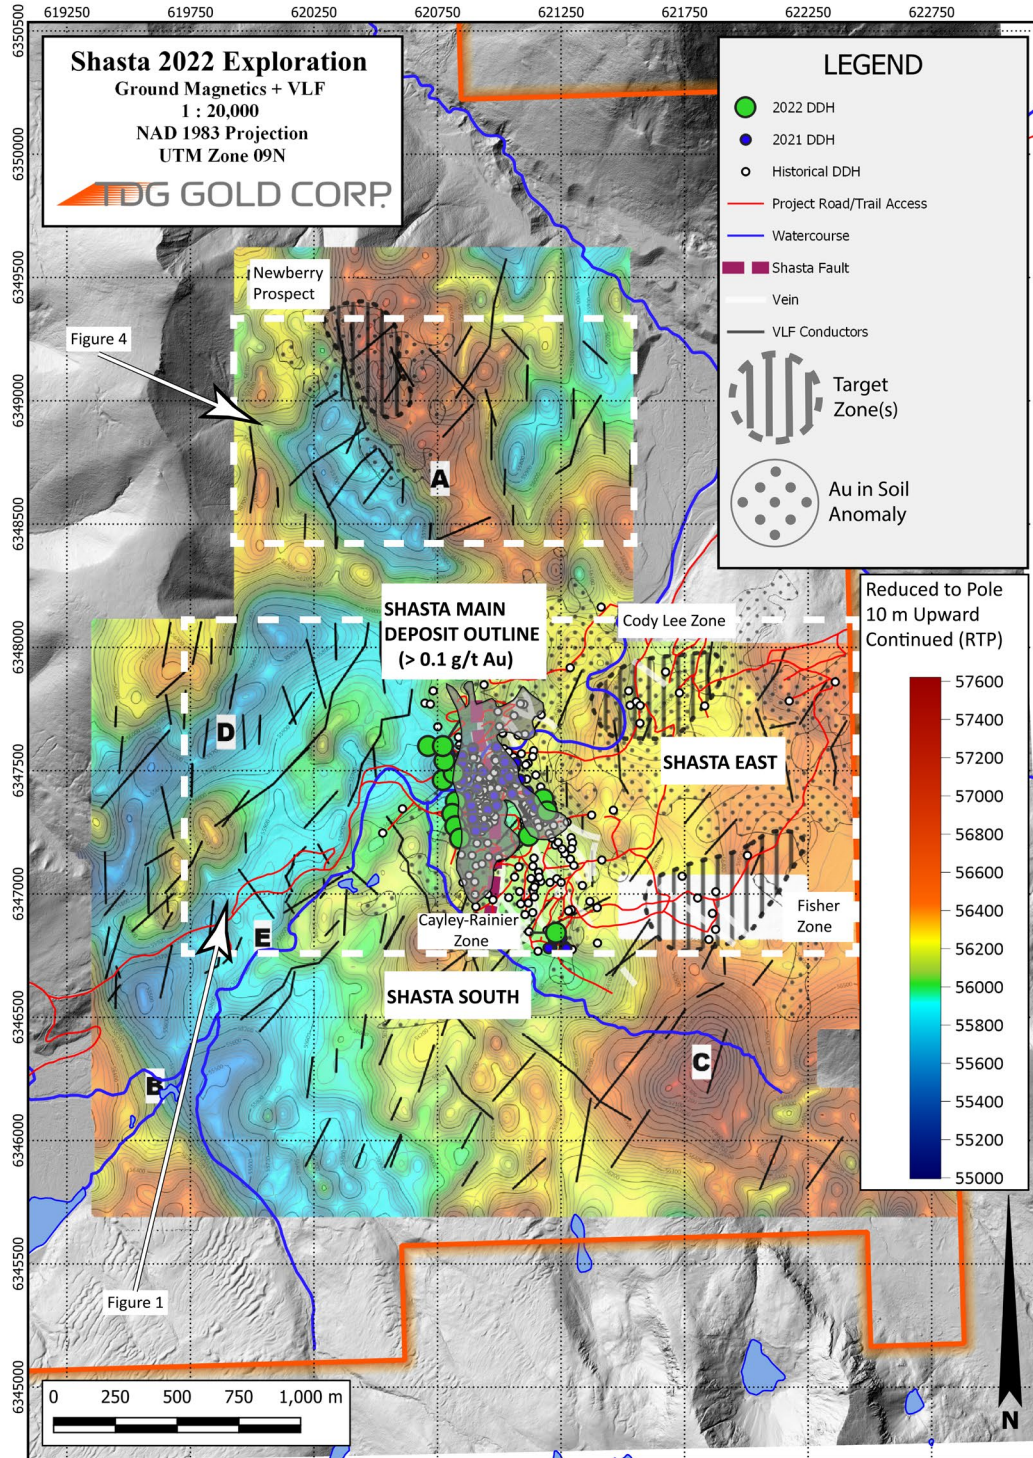 619250 619750 620250 620750 621250 621750 622250 622750
6350500
6350000
6349500
6349000
6348500
6348000
6347500
6347000
6346500
6346000
6345500
6345000
Shasta 2022 Exploration
Ground Magnetics + VLF
1 : 20,000
NAD 1983 Projection
UTM Zone 09N
TDG GOLD CORP.
LEGEND
2022 DDH
2021 DDH
Historical DDH
Project Road/Trail Access
Watercourse
Shasta Fault
Vein
VLF Conductors
Target
Zone(s)
Au in Soil
Anomaly
Newberry
Prospect
Figure 4
A
SHASTA MAIN
DEPOSIT OUTLINE
(> 0.1 g/t Au)
Cody Lee Zone
D
SHASTA EAST
Cayley-Rainier
Zone
Fisher
Zone
E
SHASTA SOUTH
C
B
Figure 1
Reduced to Pole
10 m Upward
Continued (RTP)
57600
57400
57200
57000
56800
56600
56400
56200
56000
55800
55600
55400
55200
55000
0 250 500 750 1,000 m
N